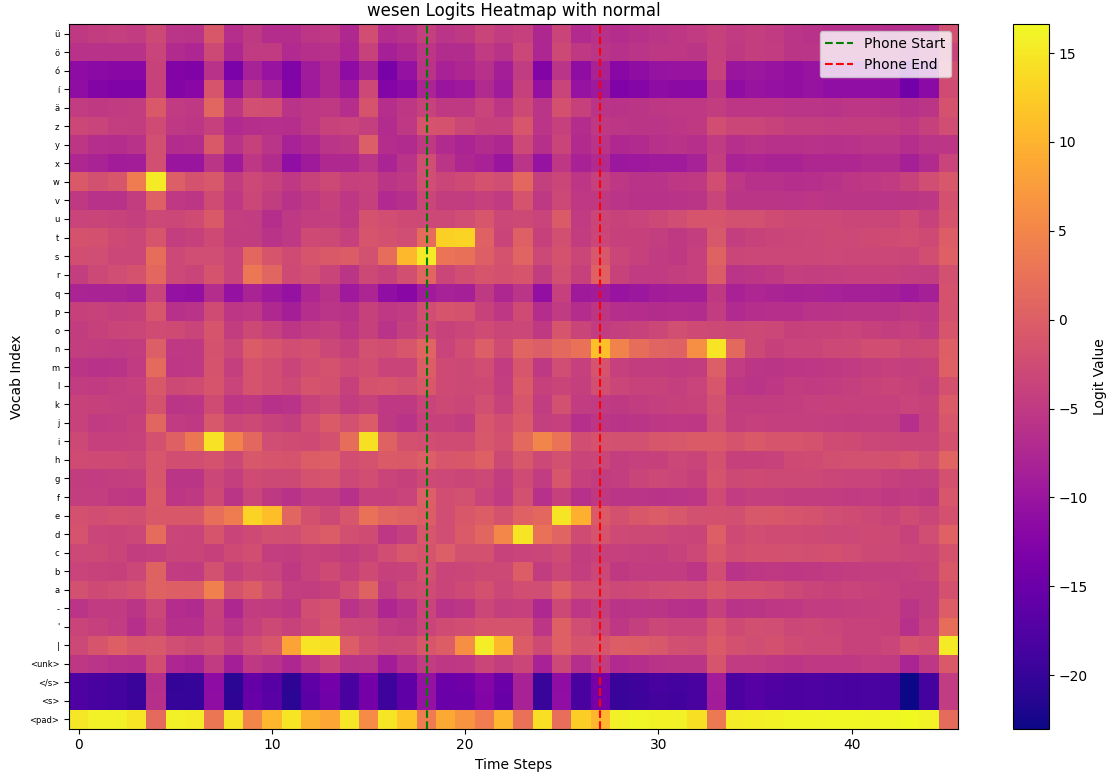 wesen Logits Heatmap with normal
Phone Start
Phone End
Vocab Index
ü
ö
ó
í
ä
z
y
x
w
v
u
t
s
r
q
p
o
n
m
l
k
j
i
h
g
f
e
d
c
b
a
-
'
|
<unk>
</s>
<s>
<pad>
0 10 20 30 40
Time Steps
15
10
5
0
−5
−10
−15
−20
Logit Value